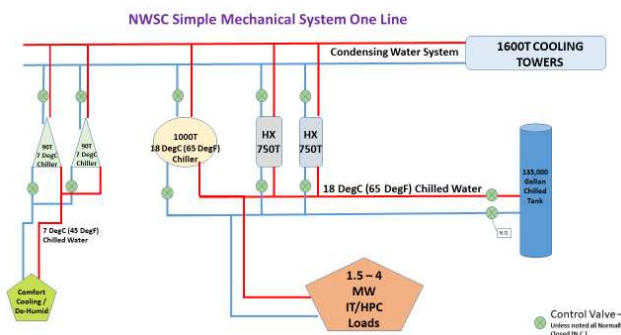 NWSC Simple Mechanical System One Line
Condensing Water System
1600T COOLING
TOWERS
90T
7 DegC
Chiller
90T
7 DegC
Chiller
1000T
18 DegC (65 DegF)
Chiller
HX
750T
HX
750T
135,000
Gallon
Chilled
Tank
18 DegC (65 DegF) Chilled Water
N.O.
7 DegC (45 DegF)
Chilled Water
Comfort
Cooling /
De-Humid
1.5 – 4
MW
IT/HPC
Loads
Control Valve –
Unless noted all Normall
Closed (N.C.)